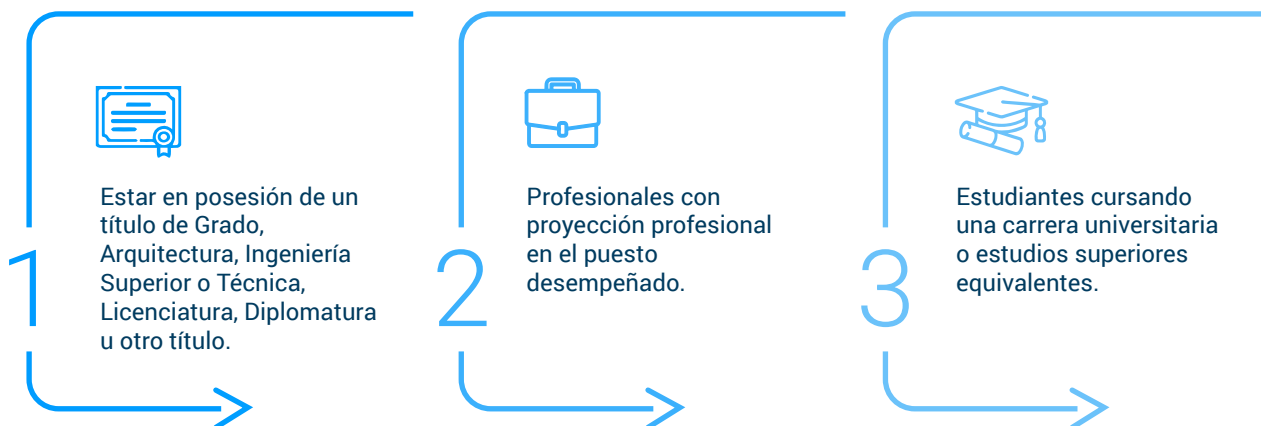 1
Estar en posesión de un
título de Grado,
Arquitectura, Ingeniería
Superior o Técnica,
Licenciatura, Diplomatura
u otro título.
2
Profesionales con
proyección profesional
en el puesto
desempeñado.
3
Estudiantes cursando
una carrera universitaria
o estudios superiores
equivalentes.